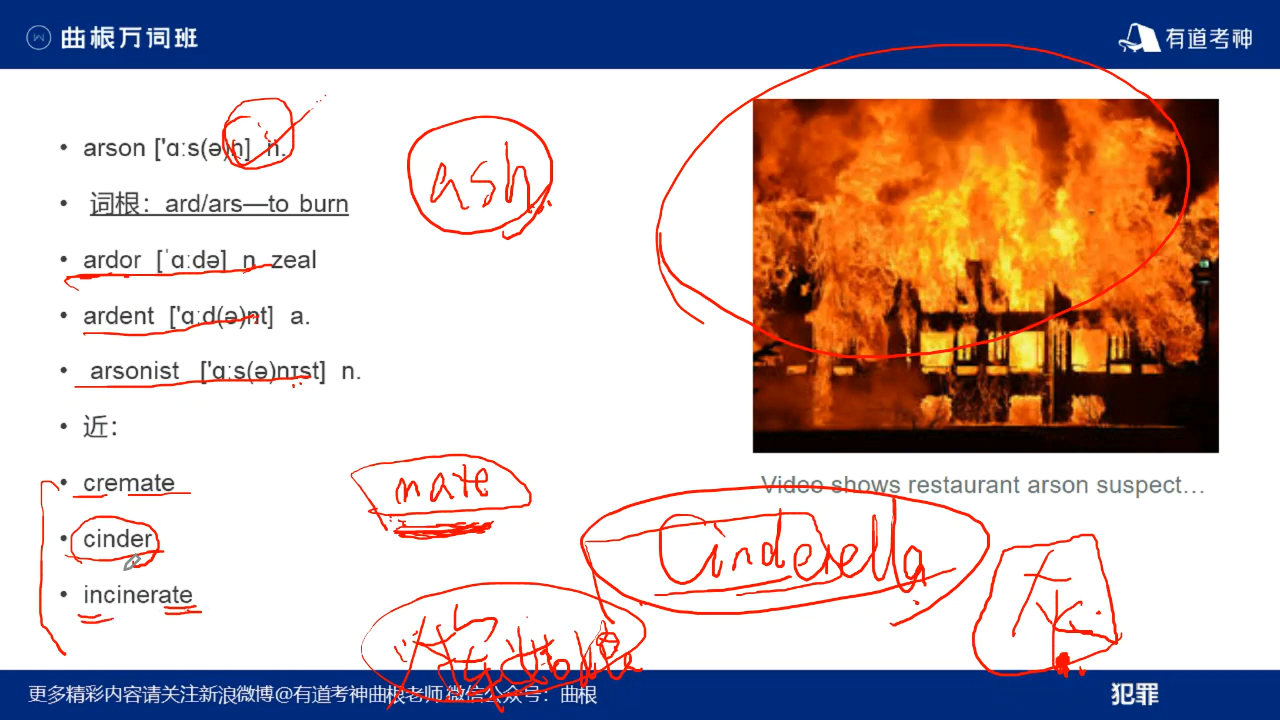 曲根万词班
有道考神
arson ['ɑːs(ə)n] n.
词根：ard/ars—to burn
ash
ardor [ˈɑːdə] n zeal
ardent ['ɑːd(ə)nt] a.
arsonist ['ɑːs(ə)nɪst] n.
近：
cremate
mate
Video shows restaurant arson suspect…
cinder
Cinderella
incinerate
灰
更多精彩内容请关注新浪微博@有道考神曲根老师 微信公众号：曲根
犯罪